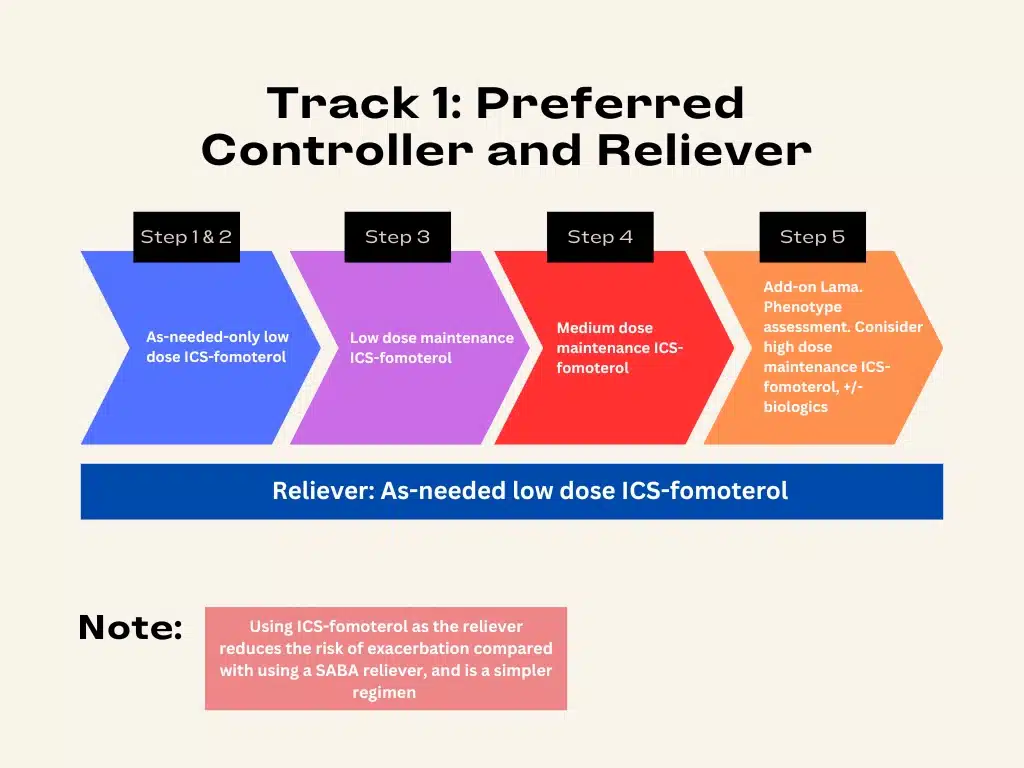 Track 1: Preferred
Controller and Reliever
Step 1 & 2
Step 3
Step 4
Step 5
As-needed-only low
dose ICS-fomoterol
Low dose maintenance
ICS-fomoterol
Medium dose
maintenance ICS-
fomoterol
Add-on Lama.
Phenotype
assessment. Conisider
high dose
maintenance ICS-
fomoterol, +/-
biologics
Reliever: As-needed low dose ICS-fomoterol
Note:
Using ICS-fomoterol as the reliever
reduces the risk of exacerbation compared
with using a SABA reliever, and is a simpler
regimen